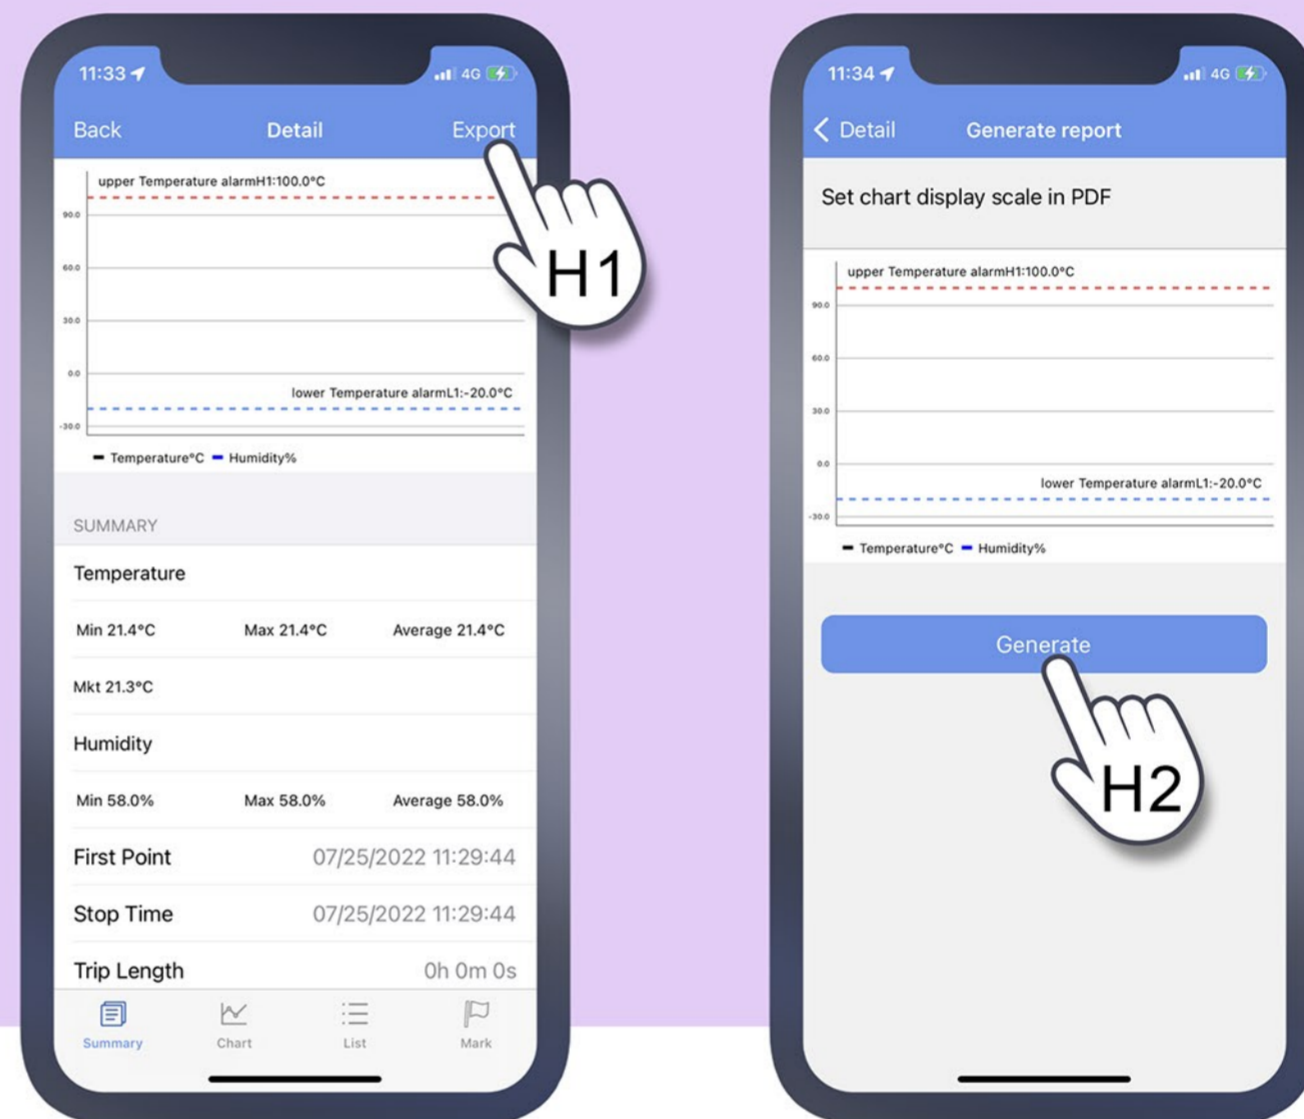 11:33
4G
Back Detail Export
upper Temperature alarmH1:100.0°C
90.0
60.0
30.0
0.0
lower Temperature alarmL1:-20.0°C
-30.0
Temperature°C Humidity%
SUMMARY
Temperature
Min 21.4°C Max 21.4°C Average 21.4°C
Mkt 21.3°C
Humidity
Min 58.0% Max 58.0% Average 58.0%
First Point 07/25/2022 11:29:44
Stop Time 07/25/2022 11:29:44
Trip Length 0h 0m 0s
Summary Chart List Mark
H1
11:34
4G
Detail Generate report
Set chart display scale in PDF
upper Temperature alarmH1:100.0°C
90.0
60.0
30.0
0.0
lower Temperature alarmL1:-20.0°C
-30.0
Temperature°C Humidity%
Generate
H2